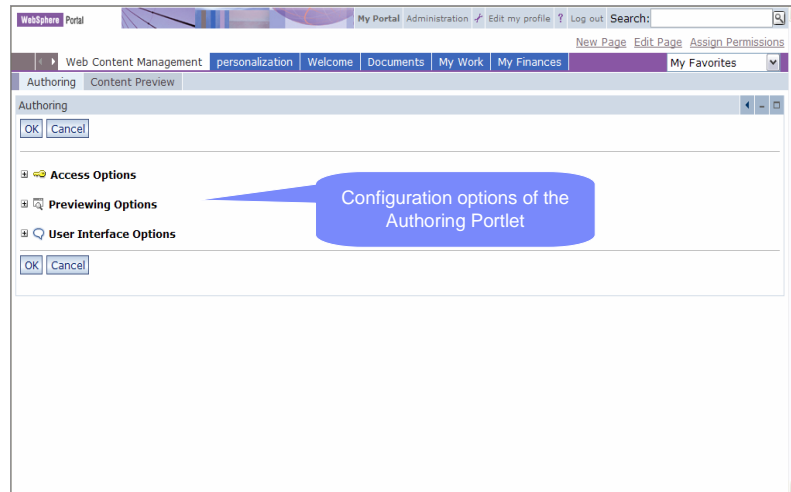 WebSphere Portal My Portal Administration Edit my profile ? Log out Search:
New Page Edit Page Assign Permissions
Web Content Management personalization Welcome Documents My Work My Finances My Favorites
Authoring Content Preview
Authoring
OK Cancel
Access Options
Previewing Options
User Interface Options
Configuration options of the
Authoring Portlet
OK Cancel